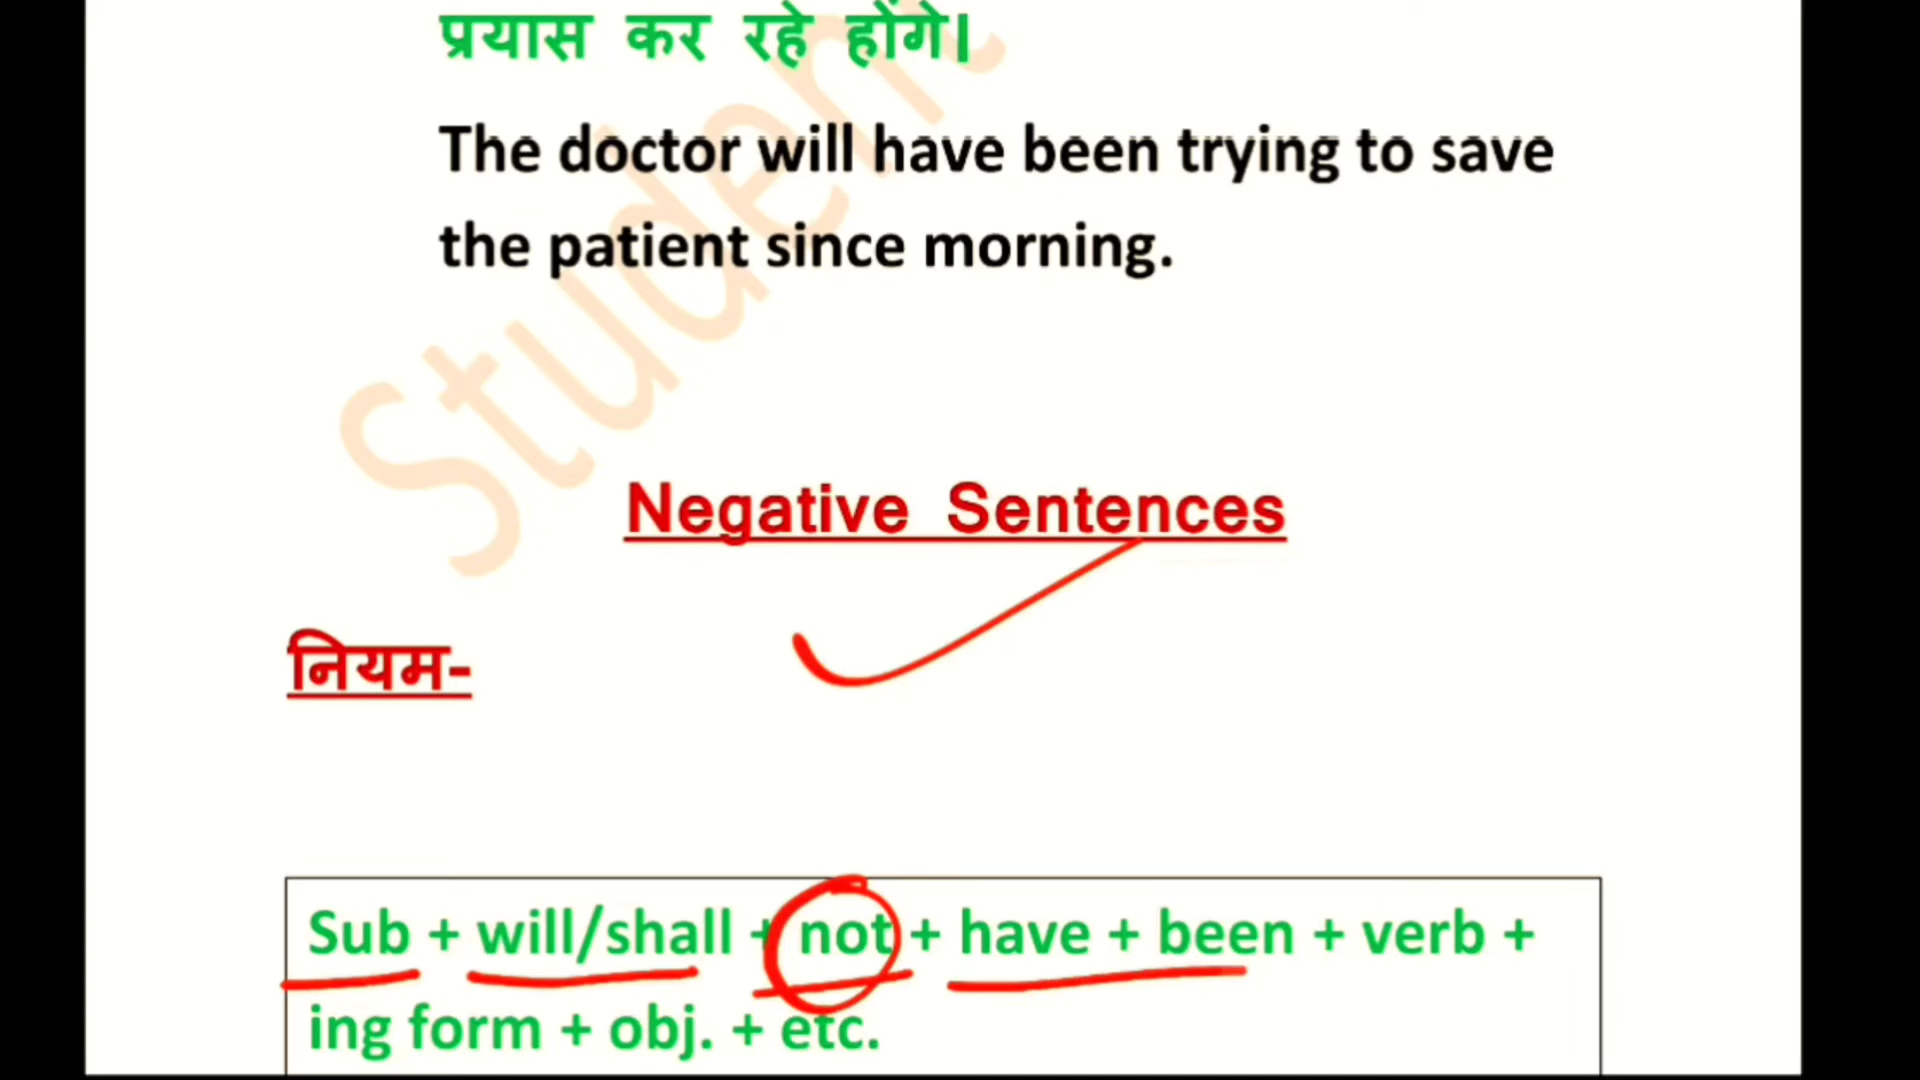 प्रयास कर रहे होंगे।
The doctor will have been trying to save
the patient since morning.
Student
Negative Sentences
नियम-
Sub + will/shall + not + have + been + verb +
ing form + obj. + etc.